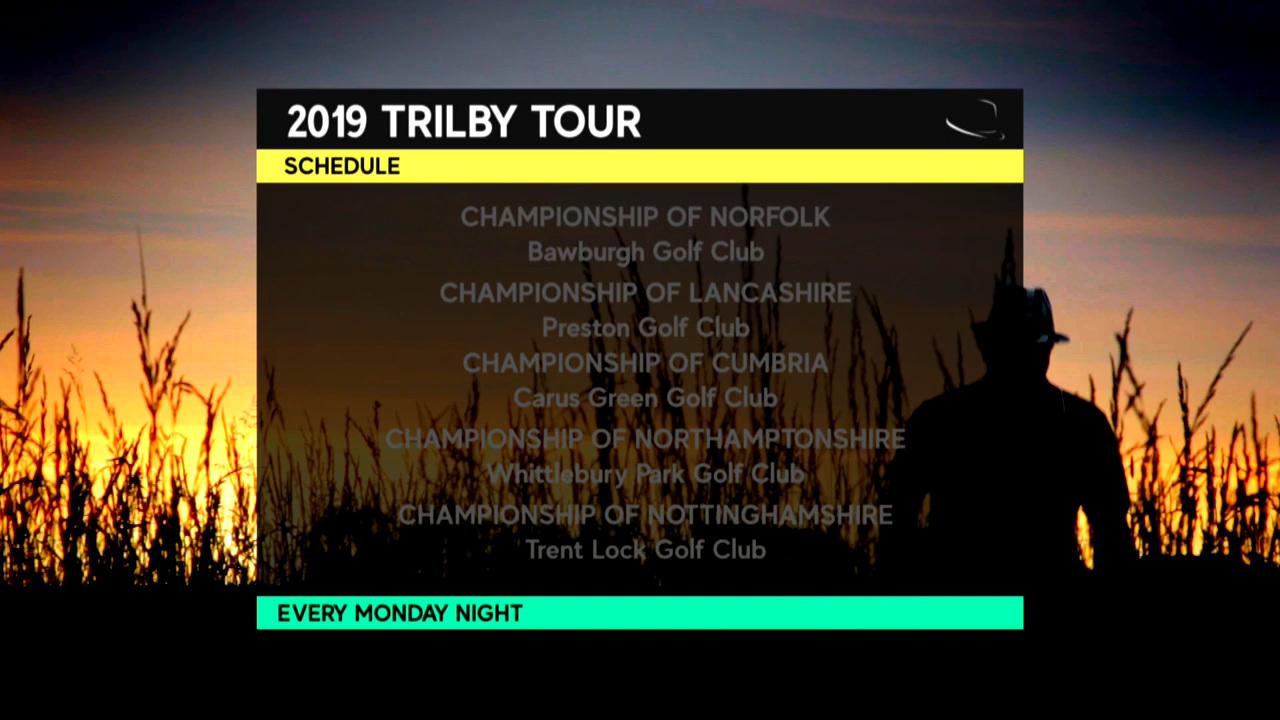 2019 TRILBY TOUR
SCHEDULE
CHAMPIONSHIP OF NORFOLK
Bawburgh Golf Club
CHAMPIONSHIP OF LANCASHIRE
Preston Golf Club
CHAMPIONSHIP OF CUMBRIA
Carus Green Golf Club
CHAMPIONSHIP OF NORTHAMPTONSHIRE
Whittlebury Park Golf Club
CHAMPIONSHIP OF NOTTINGHAMSHIRE
Trent Lock Golf Club
EVERY MONDAY NIGHT